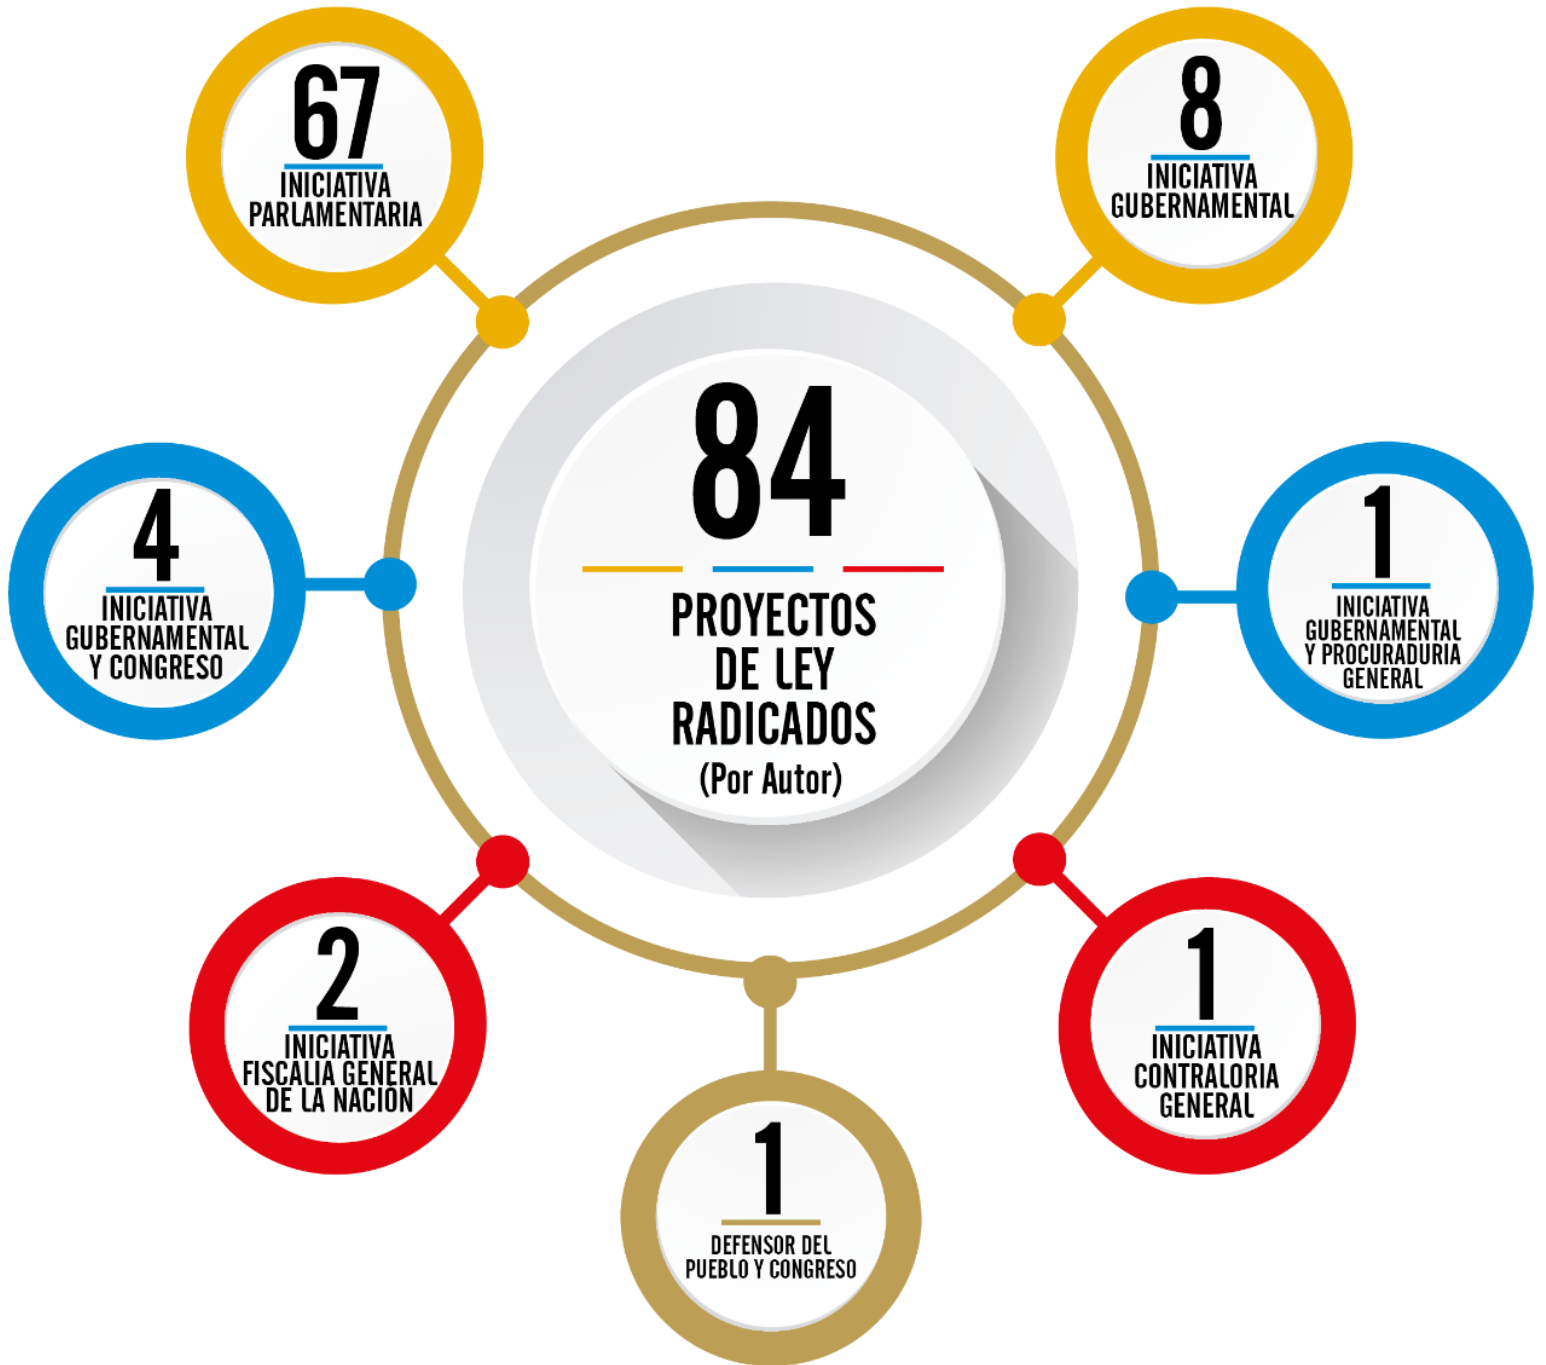 67
INICIATIVA
PARLAMENTARIA
8
INICIATIVA
GUBERNAMENTAL
84
PROYECTOS
DE LEY
RADICADOS
(Por Autor)
4
INICIATIVA
GUBERNAMENTAL
Y CONGRESO
1
INICIATIVA
GUBERNAMENTAL
Y PROCURADURIA
GENERAL
2
INICIATIVA
FISCALIA GENERAL
DE LA NACIÓN
1
INICIATIVA
CONTRALORIA
GENERAL
1
DEFENSOR DEL
PUEBLO Y CONGRESO